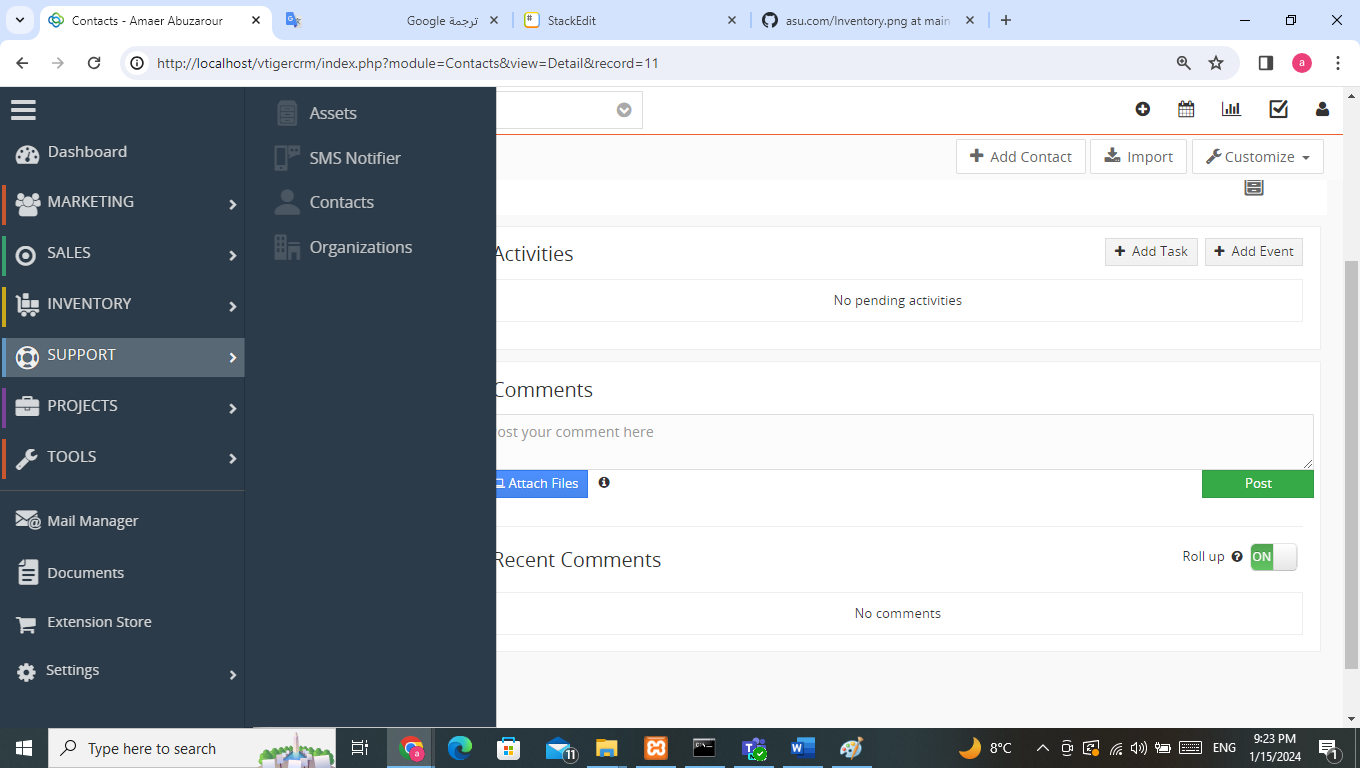 Contacts - Amaer Abuzarour
ترجمة Google
StackEdit
asu.com/Inventory.png at main
http://localhost/vtigercrm/index.php?module=Contacts&view=Detail&record=11
a
Dashboard
MARKETING
SALES
INVENTORY
SUPPORT
PROJECTS
TOOLS
Mail Manager
Documents
Extension Store
Settings
Assets
SMS Notifier
Contacts
Organizations
Add Contact
Import
Customize
Activities
Add Task
Add Event
No pending activities
Comments
ost your comment here
Attach Files
Post
Recent Comments
Roll up
ON
No comments
Type here to search
a
11
8°C
ENG
9:23 PM
1/15/2024
1